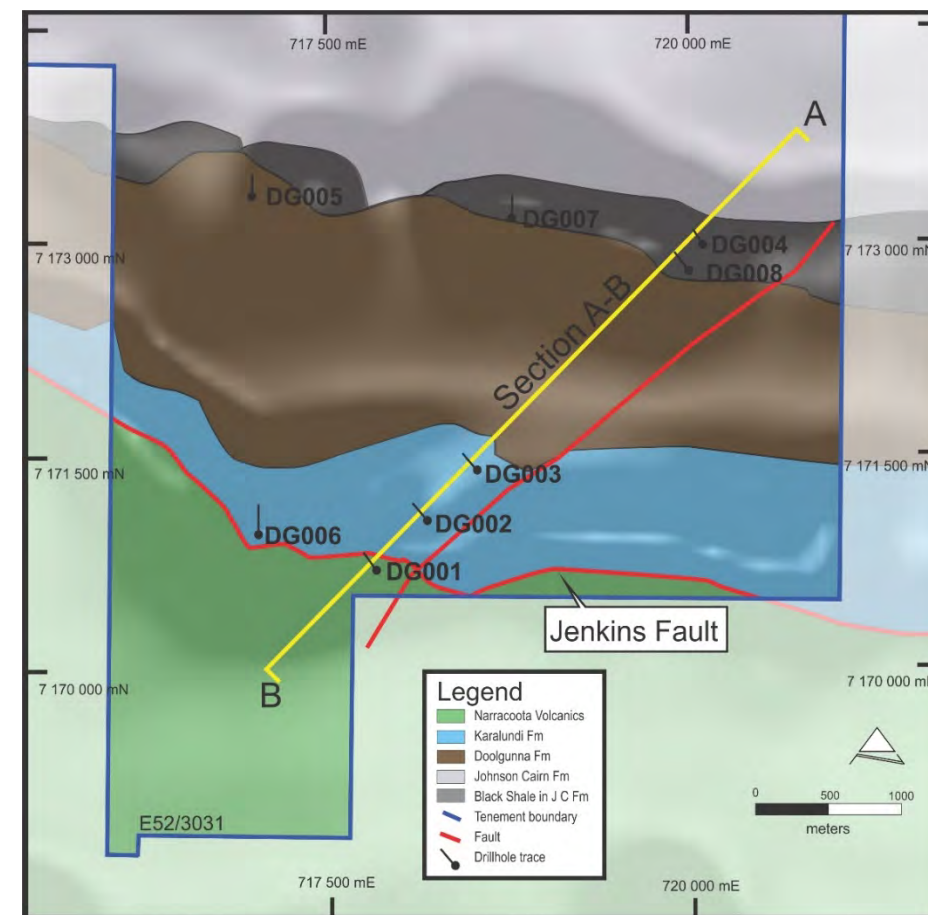 717 500 mE
720 000 mE
A
DG005
DG007
DG004
7 173 000 mN
7 173 000 mN
DG008
Section A-B
7 171 500 mN
7 171 500 mN
DG003
DG002
DG006
DG001
Jenkins Fault
B
7 170 000 mN
7 170 000 mN
Legend
Narracoota Volcanics
Karalundi Fm
Doolgunna Fm
Johnson Cairn Fm
Black Shale in J C Fm
Tenement boundary
Fault
Drillhole trace
0 500 1000
meters
E52/3031
717 500 mE
720 000 mE